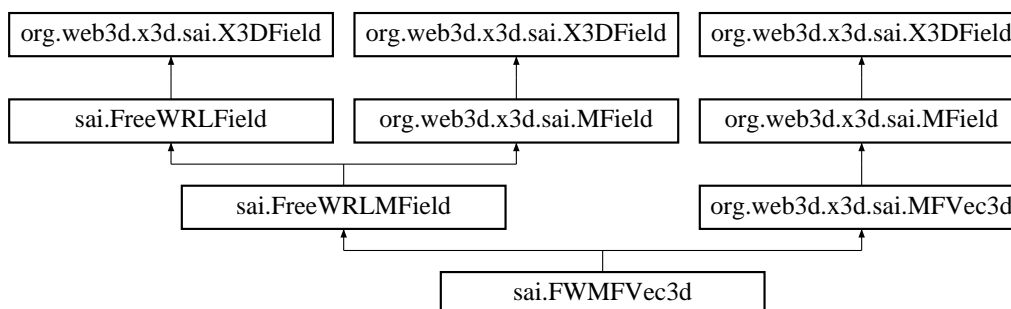 org.web3d.x3d.sai.X3DField
org.web3d.x3d.sai.X3DField
org.web3d.x3d.sai.X3DField
sai.FreeWRLField
org.web3d.x3d.sai.MField
org.web3d.x3d.sai.MField
sai.FreeWRLMField
org.web3d.x3d.sai.MFVec3d
sai.FWMFVec3d